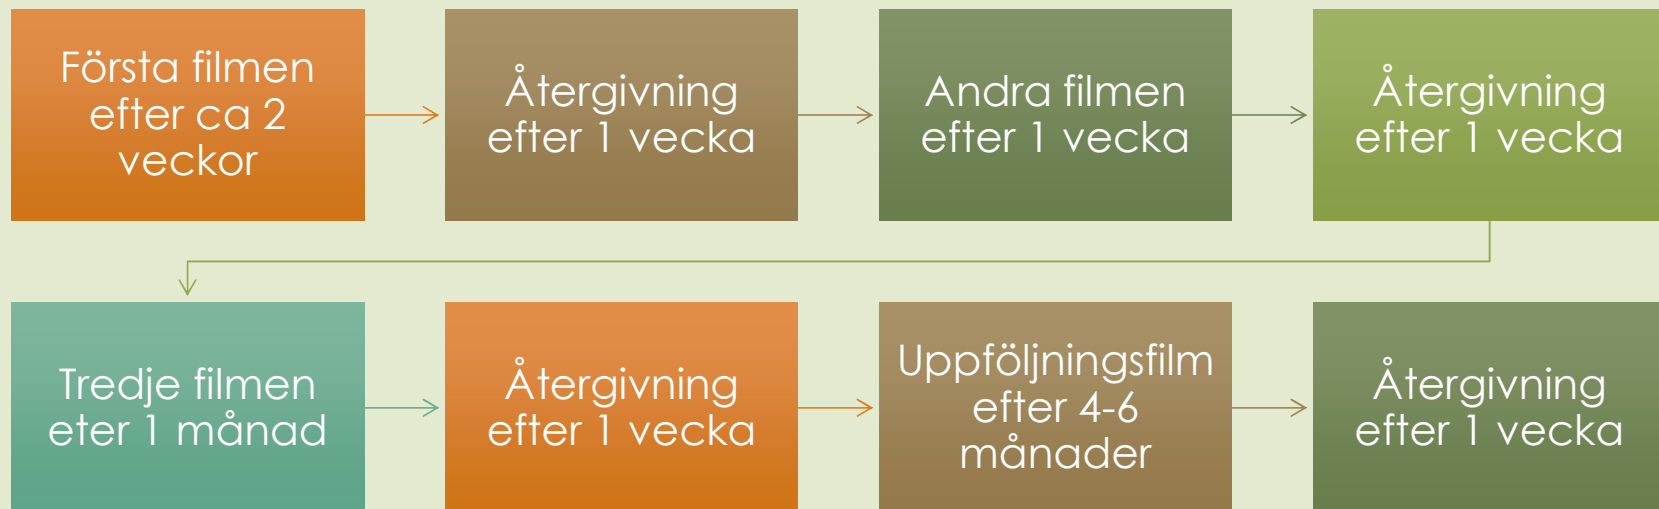 Första filmen
efter ca 2
veckor
Återgivning
efter 1 vecka
Andra filmen
efter 1 vecka
Återgivning
efter 1 vecka
Tredje filmen
eter 1 månad
Återgivning
efter 1 vecka
Uppföljningsfilm
efter 4-6
månader
Återgivning
efter 1 vecka